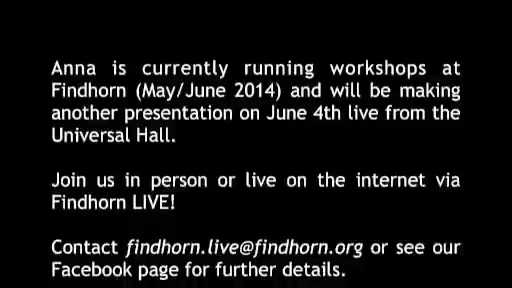 Anna is currently running workshops at
Findhorn (May/June 2014) and will be making
another presentation on June 4th live from the
Universal Hall.
Join us in person or live on the internet via
Findhorn LIVE!
Contact findhorn.live@findhorn.org or see our
Facebook page for further details.